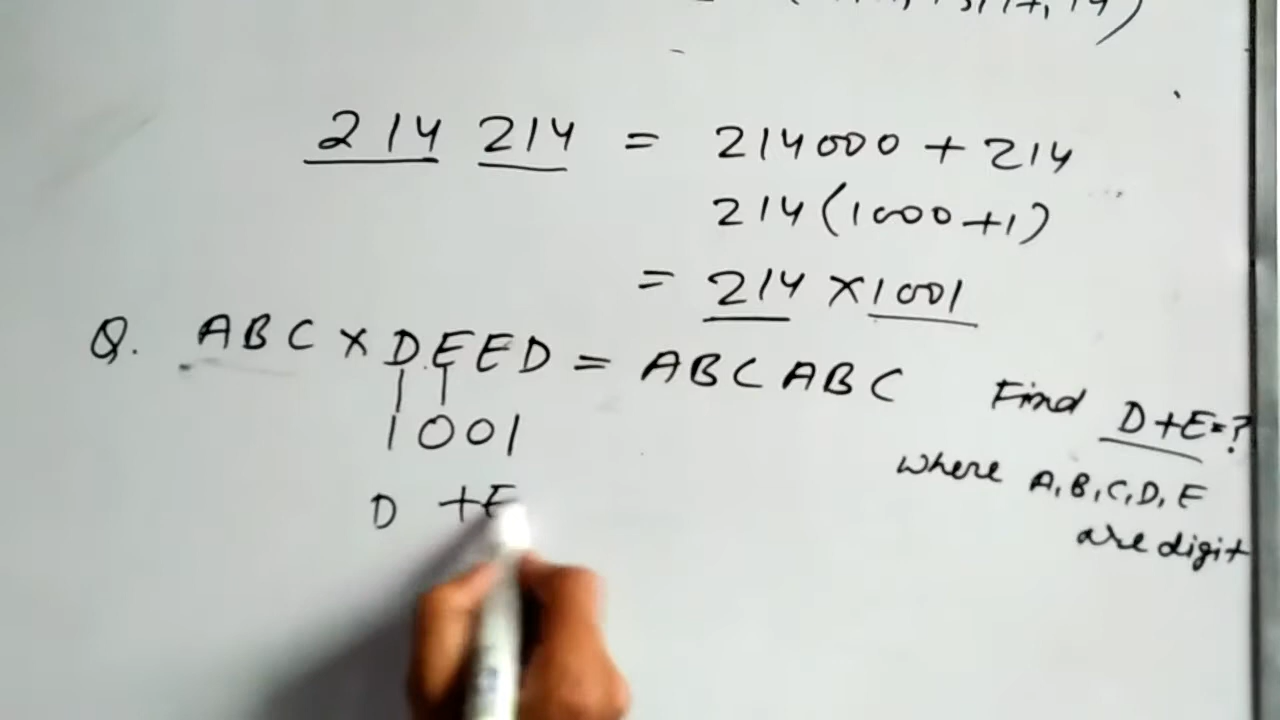 214 214 = 214000 + 214
214(1000+1)
= 214 × 1001
Q. ABC × DEED = ABCABC
1001
D + E
Find D+E=?
where A, B, C, D, E
are digit